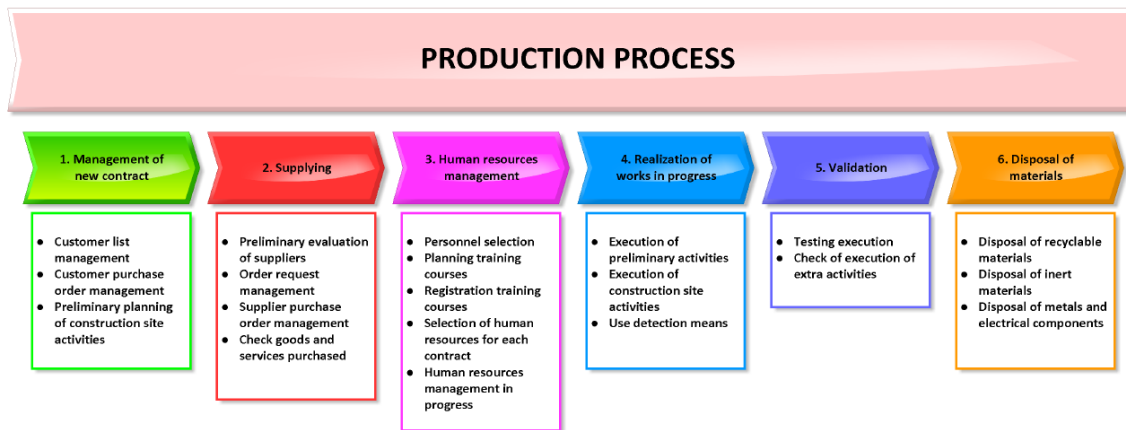 PRODUCTION PROCESS
1. Management of
new contract
2. Supplying
3. Human resources
management
4. Realization of
works in progress
5. Validation
6. Disposal of
materials
● Customer list
management
● Customer purchase
order management
● Preliminary planning
of construction site
activities
● Preliminary evaluation
of suppliers
● Order request
management
● Supplier purchase
order management
● Check goods and
services purchased
● Personnel selection
● Planning training
courses
● Registration training
courses
● Selection of human
resources for each
contract
● Human resources
management in
progress
● Execution of
preliminary activities
● Execution of
construction site
activities
● Use detection means
● Testing execution
● Check of execution of
extra activities
● Disposal of recyclable
materials
● Disposal of inert
materials
● Disposal of metals and
electrical components